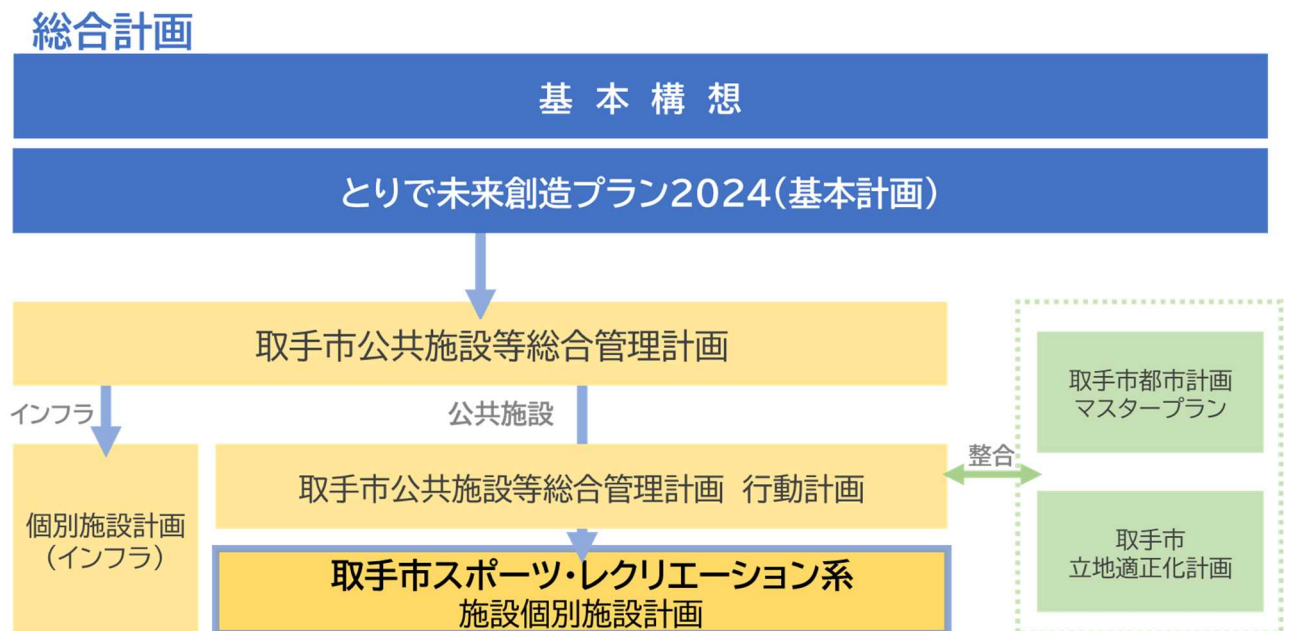 総合計画
基 本 構 想
とりで未来創造プラン2024(基本計画)
取手市公共施設等総合管理計画
インフラ
公共施設
取手市公共施設等総合管理計画 行動計画
整合
個別施設計画
(インフラ)
取手市スポーツ・レクリエーション系
施設個別施設計画
取手市都市計画
マスタープラン
取手市
立地適正化計画